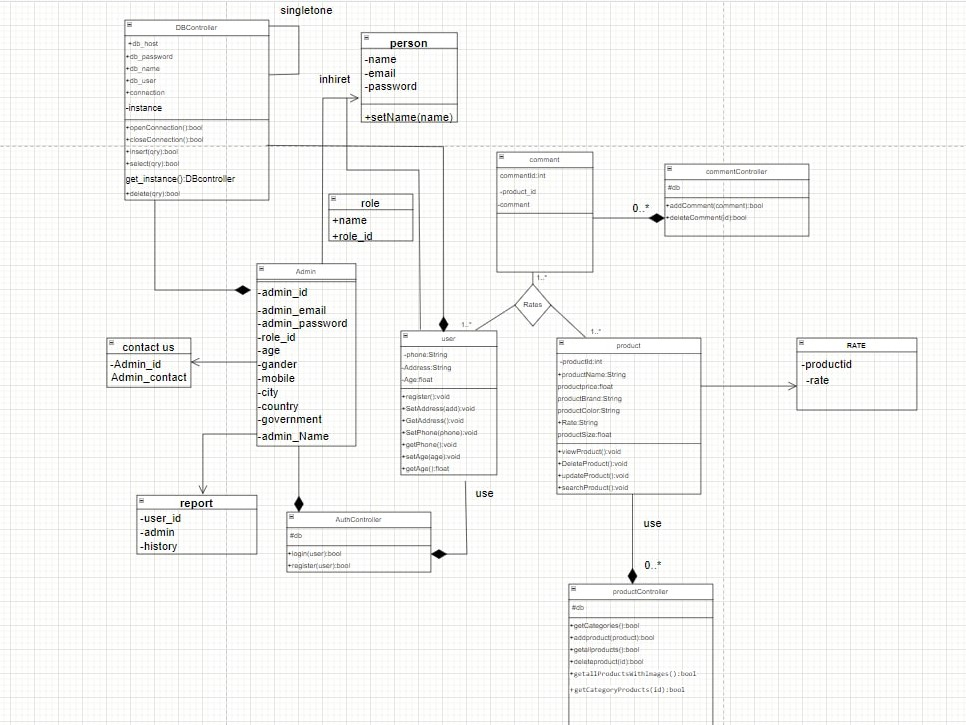 singletone
DBController
+db_host
+db_password
+db_name
+db_user
+connection
-instance
+openConnection():bool
+closeConnection():bool
+insert(qry):bool
+select(qry):bool
get_instance():DBcontroller
+delete(qry):bool
person
-name
-email
-password
+setName(name)
inhiret
role
+name
+role_id
comment
commentId:int
-product_id
-comment
commentController
#db
+addComment(comment):bool
+deleteComment(id):bool
0..*
1..*
Rates
1..*
1..*
Admin
-admin_id
-admin_email
-admin_password
-role_id
-age
-gander
-mobile
-city
-country
-government
-admin_Name
contact us
-Admin_id
Admin_contact
user
-phone:String
-Address:String
-Age:float
+register():void
+SetAddress(add):void
+GetAddress():void
+SetPhone(phone):void
+getPhone():void
+setAge(age):void
+getAge():float
product
-productId:int
+productName:String
productprice:float
productBrand:String
productColor:String
+Rate:String
productSize:float
+viewProduct():void
+DeleteProduct():void
+updateProduct():void
+searchProduct():void
RATE
-productid
-rate
report
-user_id
-admin
-history
AuthController
#db
+login(user):bool
+register(user):bool
use
use
0..*
productController
#db
+getCategories():bool
+addproduct(product):bool
+getallproducts():bool
+deleteproduct(id):bool
+getallProductsWithImages():bool
+getCategoryProducts(id):bool